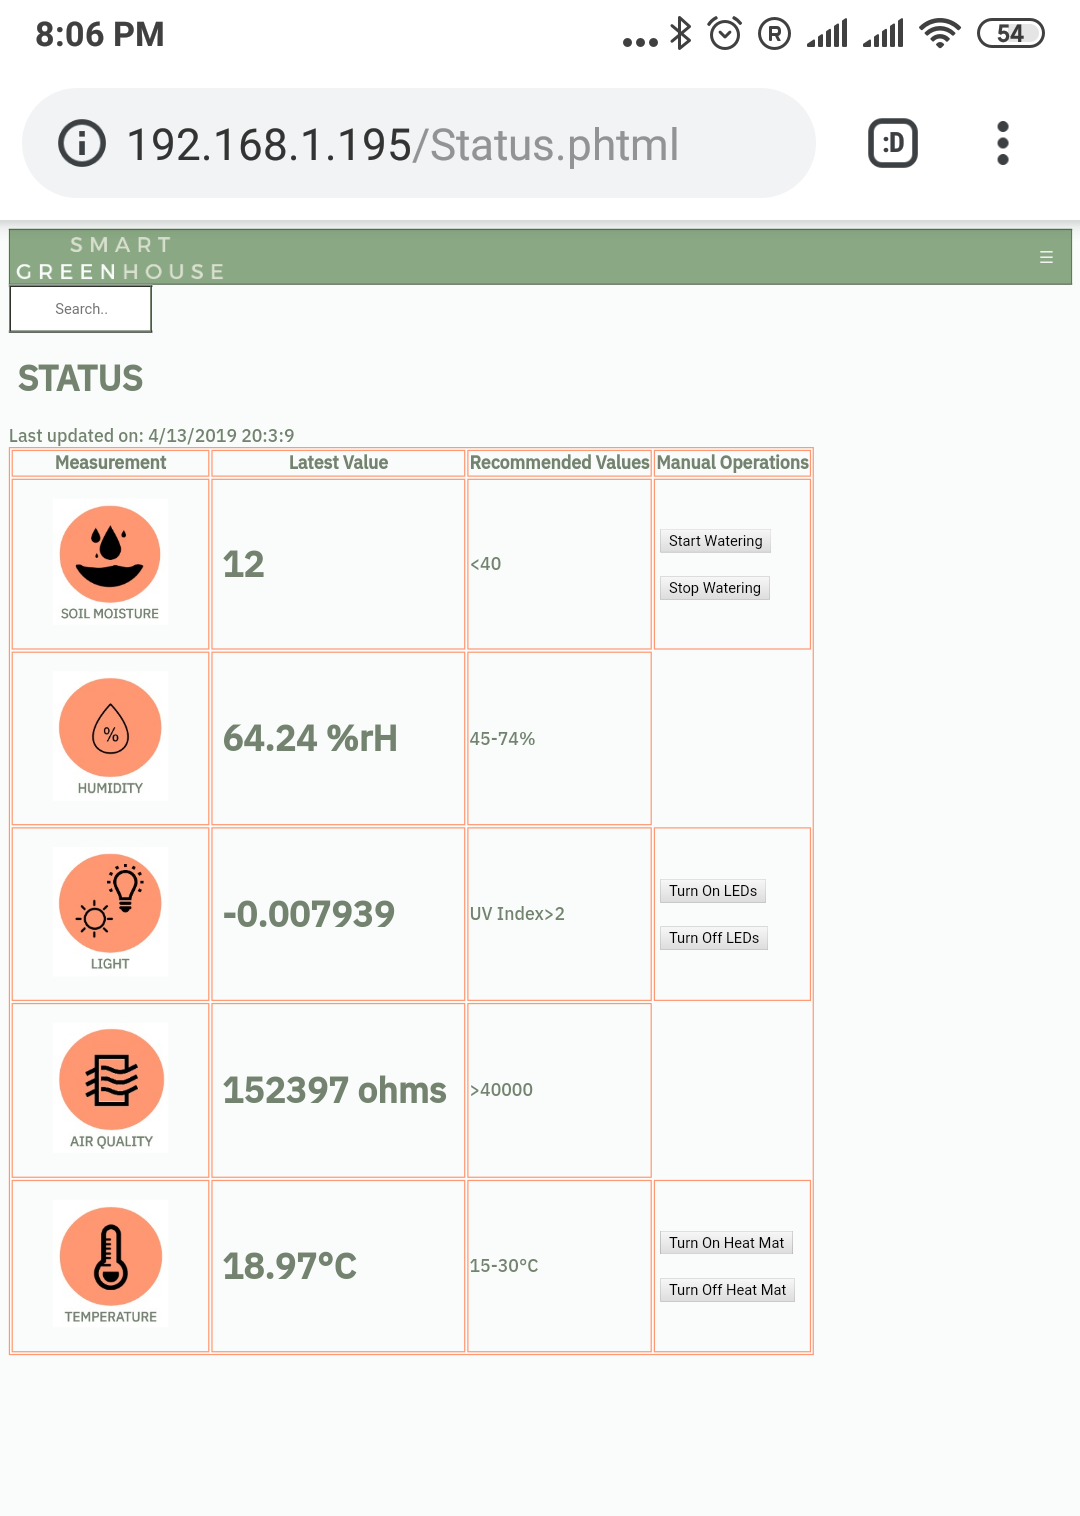 8:06 PM
... R 54
192.168.1.195/Status.phtml
:D
SMART
GREENHOUSE
☰
Search..
STATUS
Last updated on: 4/13/2019 20:3:9
Measurement Latest Value Recommended Values Manual Operations
SOIL MOISTURE
12
<40
Start Watering
Stop Watering
%
HUMIDITY
64.24 %rH
45-74%
LIGHT
-0.007939
UV Index>2
Turn On LEDs
Turn Off LEDs
AIR QUALITY
152397 ohms
>40000
TEMPERATURE
18.97°C
15-30°C
Turn On Heat Mat
Turn Off Heat Mat